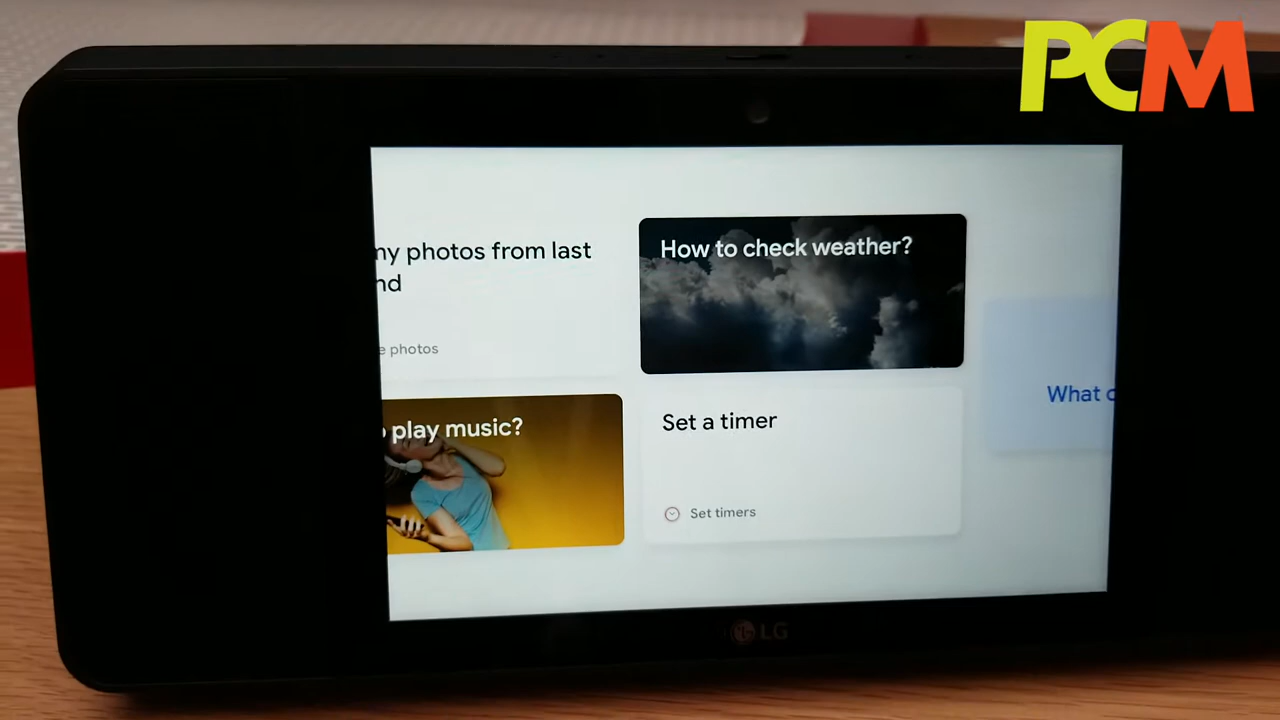 PCM
ny photos from last
nd
e photos
How to check weather?
play music?
Set a timer
Set timers
What
LG